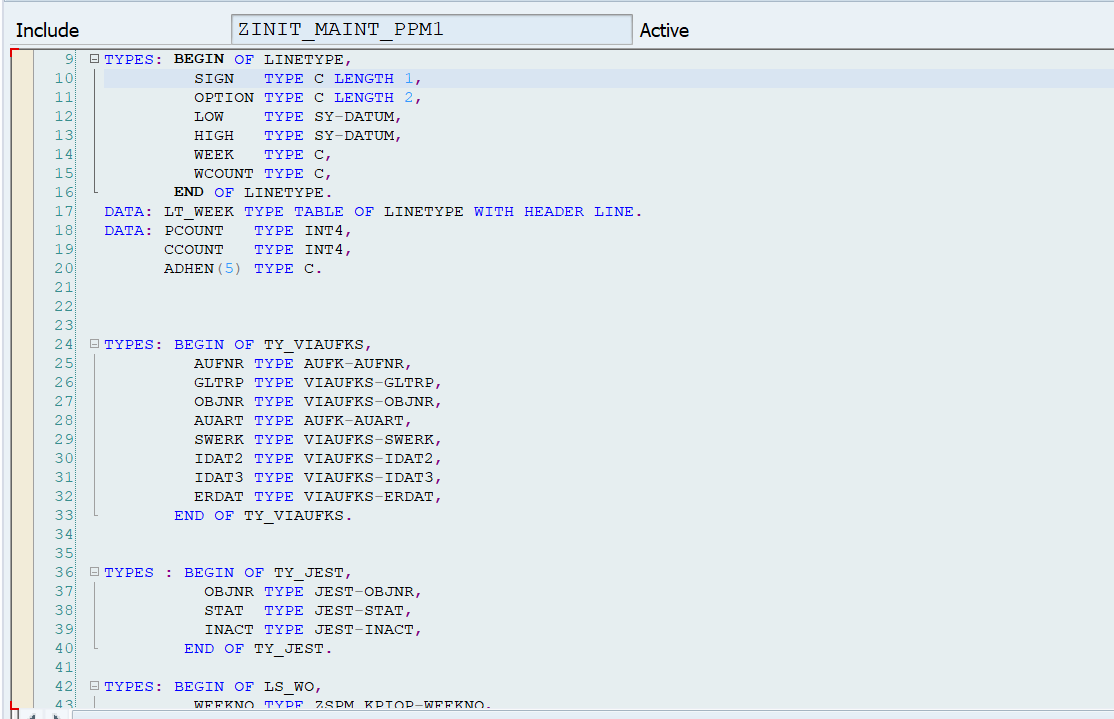 Include ZINIT_MAINT_PPM1 Active
9 TYPES: BEGIN OF LINETYPE,
10 SIGN TYPE C LENGTH 1,
11 OPTION TYPE C LENGTH 2,
12 LOW TYPE SY-DATUM,
13 HIGH TYPE SY-DATUM,
14 WEEK TYPE C,
15 WCOUNT TYPE C,
16 END OF LINETYPE.
17 DATA: LT_WEEK TYPE TABLE OF LINETYPE WITH HEADER LINE.
18 DATA: PCOUNT TYPE INT4,
19 CCOUNT TYPE INT4,
20 ADHEN(5) TYPE C.
21
22
23
24 TYPES: BEGIN OF TY_VIAUFKS,
25 AUFNR TYPE AUFK-AUFNR,
26 GLTRP TYPE VIAUFKS-GLTRP,
27 OBJNR TYPE VIAUFKS-OBJNR,
28 AUART TYPE AUFK-AUART,
29 SWERK TYPE VIAUFKS-SWERK,
30 IDAT2 TYPE VIAUFKS-IDAT2,
31 IDAT3 TYPE VIAUFKS-IDAT3,
32 ERDAT TYPE VIAUFKS-ERDAT,
33 END OF TY_VIAUFKS.
34
35
36 TYPES : BEGIN OF TY_JEST,
37 OBJNR TYPE JEST-OBJNR,
38 STAT TYPE JEST-STAT,
39 INACT TYPE JEST-INACT,
40 END OF TY_JEST.
41
42 TYPES: BEGIN OF LS_WO,
43 WEEKNO TYPE ZSPM_KPIOP-WEEKNO,